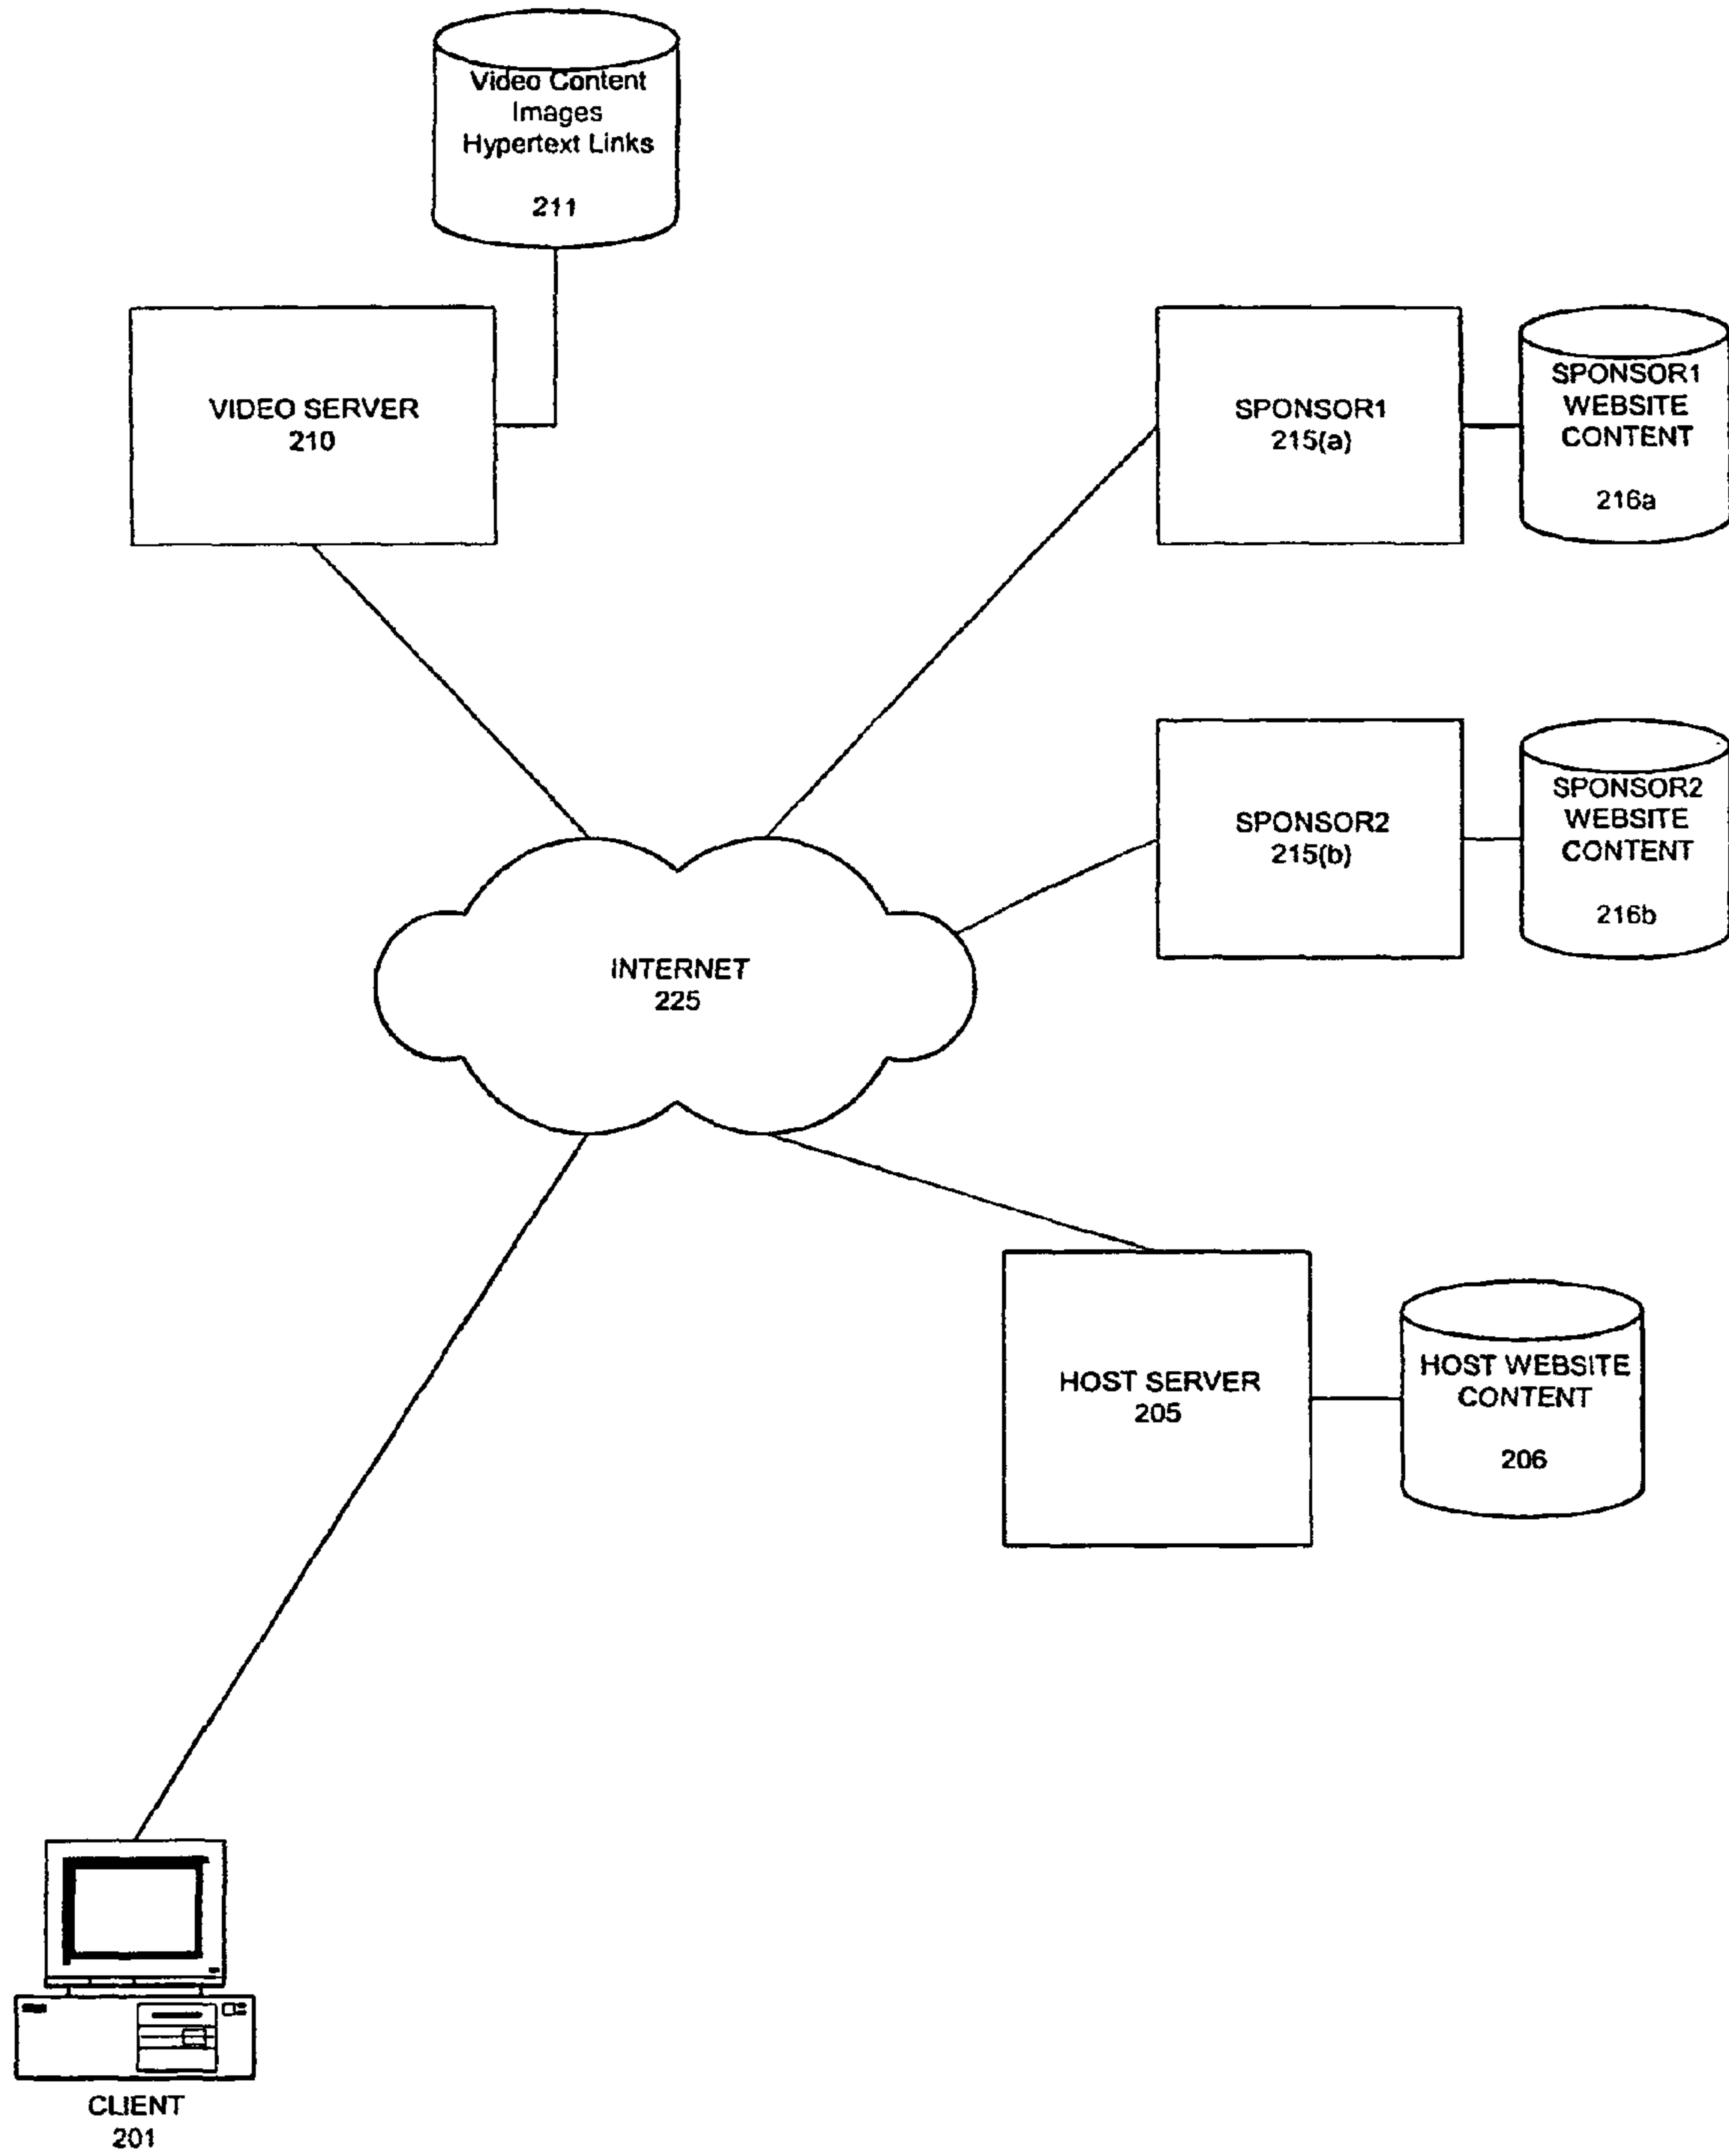 Video Content
Images
Hypertext Links
211
VIDEO SERVER
210
SPONSOR1
215(a)
SPONSOR1
WEBSITE
CONTENT
216a
SPONSOR2
215(b)
SPONSOR2
WEBSITE
CONTENT
216b
INTERNET
225
HOST SERVER
205
HOST WEBSITE
CONTENT
206
CLIENT
201